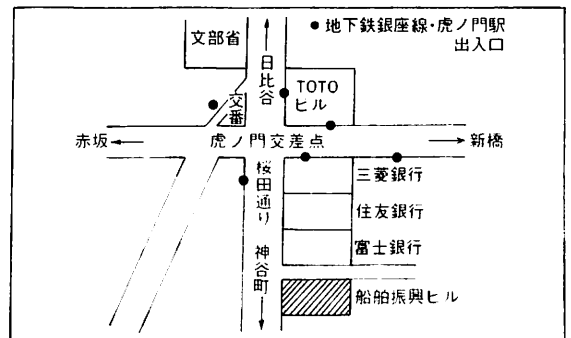 文部省
●地下鉄銀座線・虎ノ門駅
出入口
日比谷
TOTO
ビル
交番
赤坂
虎ノ門交差点
新橋
桜田通り
三菱銀行
住友銀行
富士銀行
神谷町
船舶振興ビル